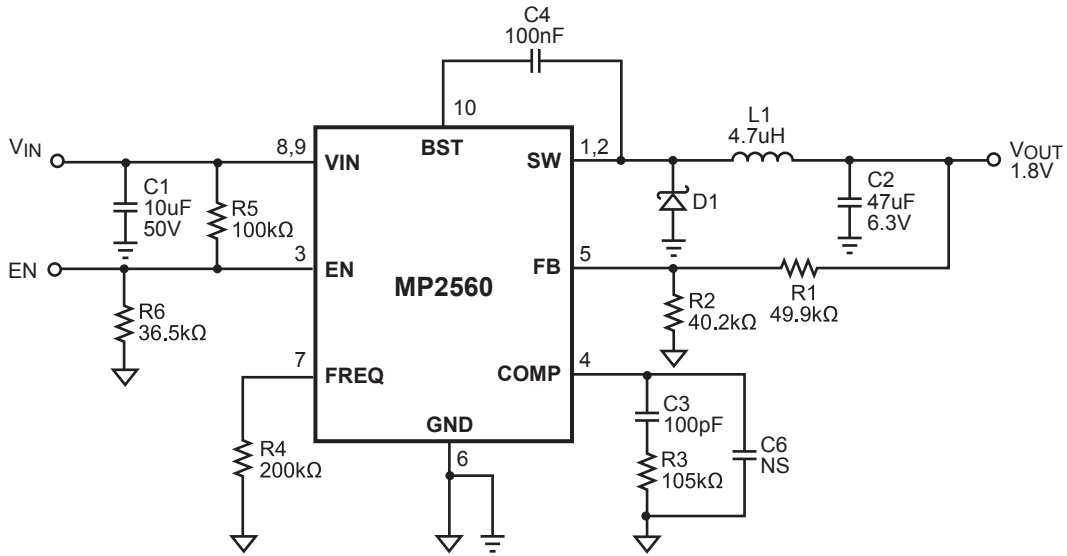 C4
100nF
10
L1
4.7uH
VIN
8,9
VIN
BST
SW
1,2
VOUT
1.8V
C1
10uF
50V
R5
100kΩ
D1
C2
47uF
6.3V
EN
3
EN
MP2560
FB
5
R1
49.9kΩ
R6
36.5kΩ
R2
40.2kΩ
7
FREQ
COMP
4
GND
6
R4
200kΩ
C3
100pF
R3
105kΩ
C6
NS